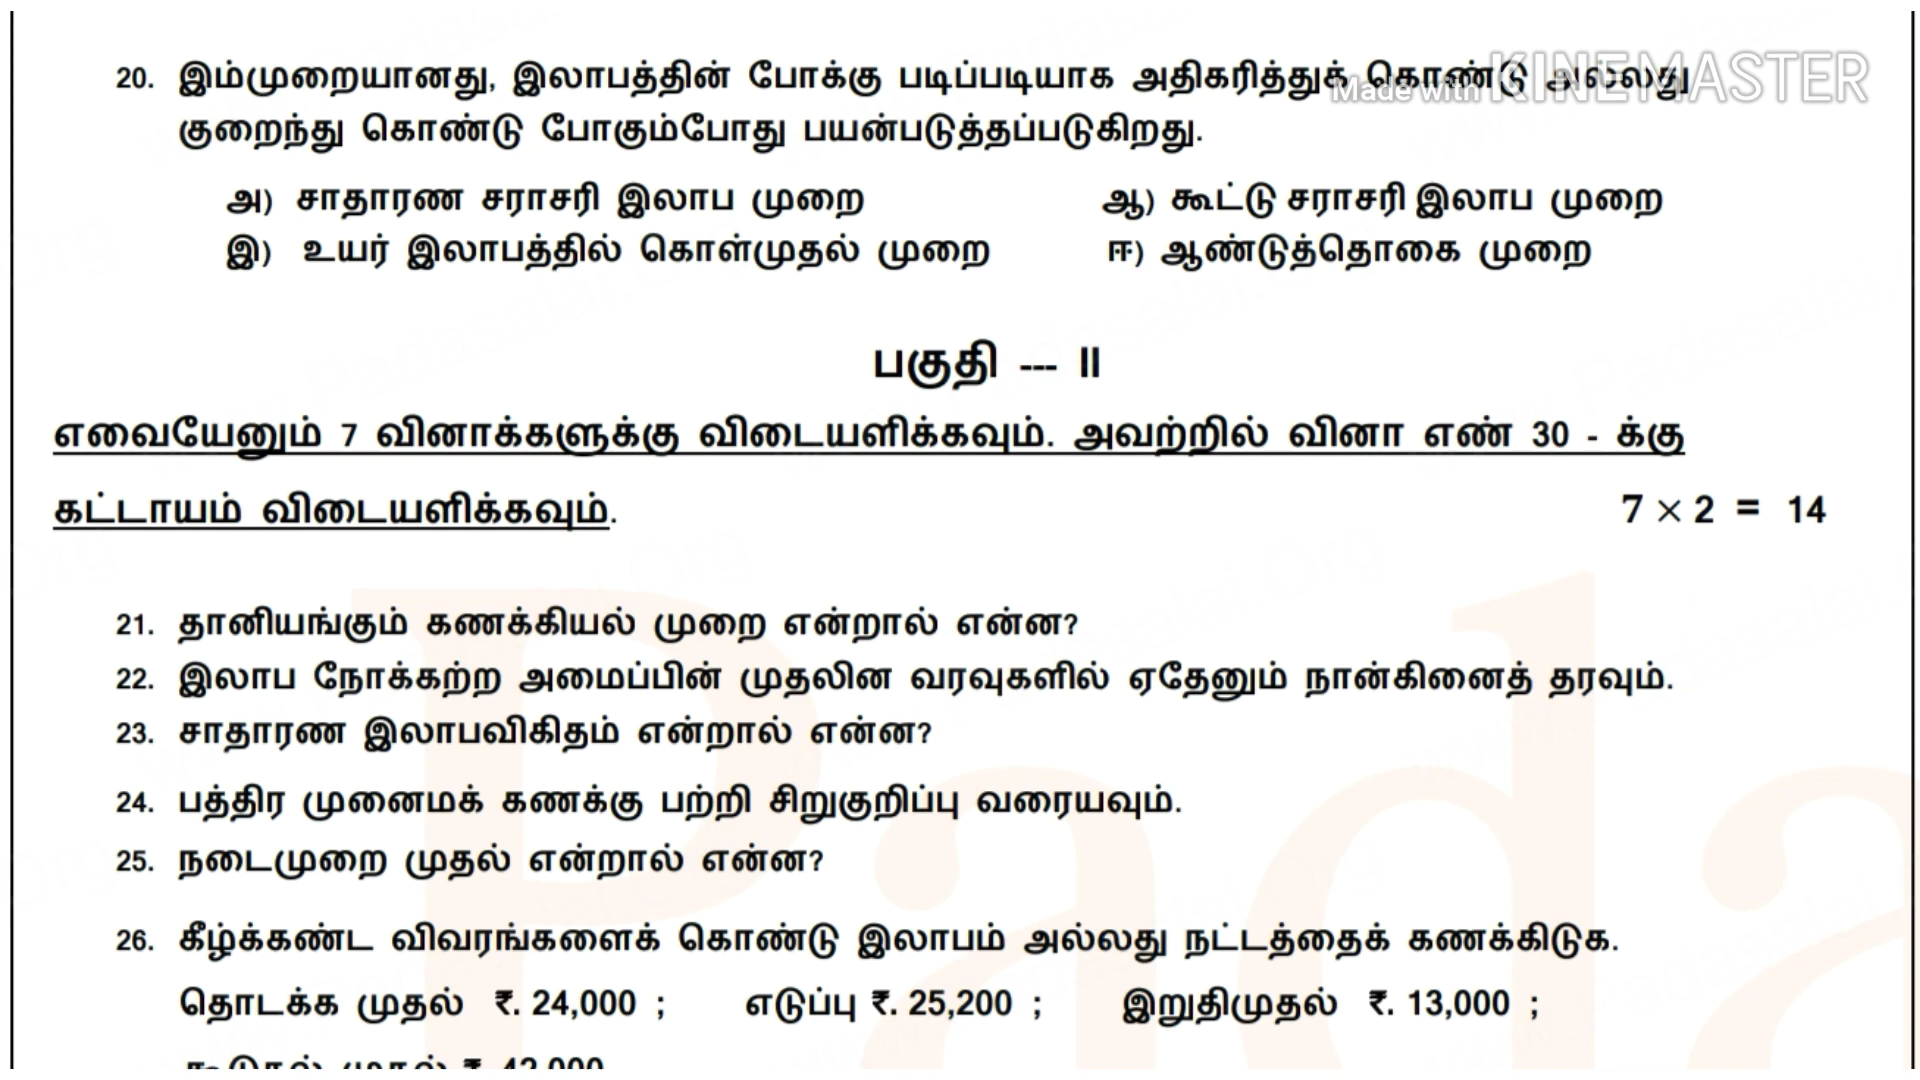 20. இம்முறையானது, இலாபத்தின் போக்கு படிப்படியாக அதிகரித்துக் கொண்டு அல்லது
Made with KINEMASTER
குறைந்து கொண்டு போகும்போது பயன்படுத்தப்படுகிறது.
அ) சாதாரண சராசரி இலாப முறை ஆ) கூட்டு சராசரி இலாப முறை
இ) உயர் இலாபத்தில் கொள்முதல் முறை ஈ) ஆண்டுத்தொகை முறை
பகுதி --- II
எவையேனும் 7 வினாக்களுக்கு விடையளிக்கவும். அவற்றில் வினா எண் 30 - க்கு
கட்டாயம் விடையளிக்கவும். 7 × 2 = 14
21. தானியங்கும் கணக்கியல் முறை என்றால் என்ன?
22. இலாப நோக்கற்ற அமைப்பின் முதலின வரவுகளில் ஏதேனும் நான்கினைத் தரவும்.
23. சாதாரண இலாபவிகிதம் என்றால் என்ன?
24. பத்திர முனைமக் கணக்கு பற்றி சிறுகுறிப்பு வரையவும்.
25. நடைமுறை முதல் என்றால் என்ன?
26. கீழ்க்கண்ட விவரங்களைக் கொண்டு இலாபம் அல்லது நட்டத்தைக் கணக்கிடுக.
தொடக்க முதல் ₹. 24,000 ; எடுப்பு ₹. 25,200 ; இறுதிமுதல் ₹. 13,000 ;